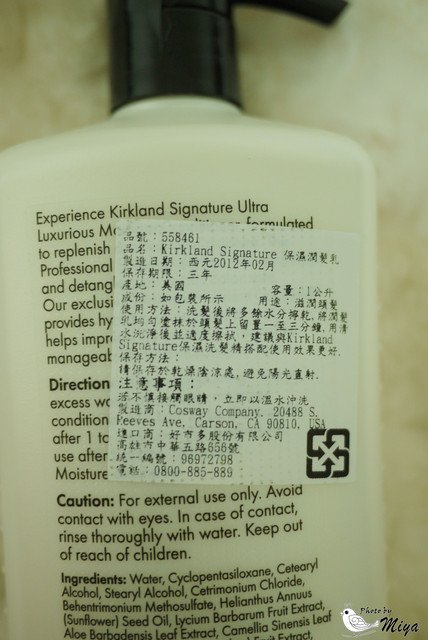 Experience Kirkland Signature Ultra
Luxurious Mo
formulated
to replenish
Professional
and detang
Our exclusi
provides hy
helps impre
manageab
Direction
excess wa
condition
after 1 to
use after
Moisture
品號：558461
品名：Kirkland Signature 保濕潤髮乳
製造日期：西元2012年02月
保存期限：三年
產地：美國 容量：1公升
成份：如包裝所示 用途：滋潤頭髮
使用方法：洗髮後將多餘水分擰乾，將潤髮
乳均勻塗抹於頭髮上留置一至三分鐘，用清
水洗淨後並適度擦拭，建議與Kirkland
Signature保濕洗髮精搭配使用效果更好。
保存方法：
請保存於乾燥陰涼處，避免陽光直射。
注意事項：
若不慎接觸眼睛，立即以溫水沖洗
製造商：Cosway Company. 20488 S.
Reeves Ave. Carson, CA 90810, USA
進口商：好市多股份有限公司
高雄市中華五路656號
統一編號：96972798
電話：0800-885-889
Caution: For external use only. Avoid
contact with eyes. In case of contact,
rinse thoroughly with water. Keep out
of reach of children.
Ingredients: Water, Cyclopentasiloxane, Cetearyl
Alcohol, Stearyl Alcohol, Cetrimonium Chloride,
Behentrimonium Methosulfate, Helianthus Annuus
(Sunflower) Seed Oil, Lycium Barbarum Fruit Extract,
Aloe Barbadensis Leaf Extract, Camellia Sinensis Leaf
Photo by
Miya